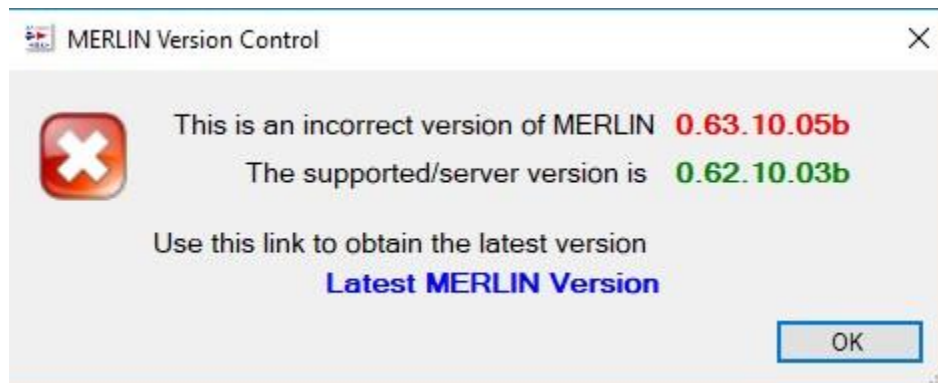 MERLIN Version Control
This is an incorrect version of MERLIN 0.63.10.05b
The supported/server version is 0.62.10.03b
Use this link to obtain the latest version
Latest MERLIN Version
OK